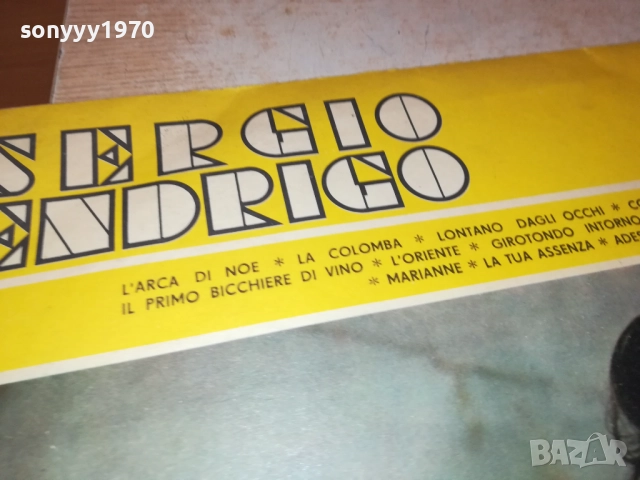 sonyyy1970
SERGIO
ENDRIGO
L'ARCA DI NOE * LA COLOMBA * LONTANO DAGLI OCCHI *
IL PRIMO BICCHIERE DI VINO * L'ORIENTE * GIROTONDO INTORNO
* MARIANNE * LA TUA ASSENZA *
bazar.bg